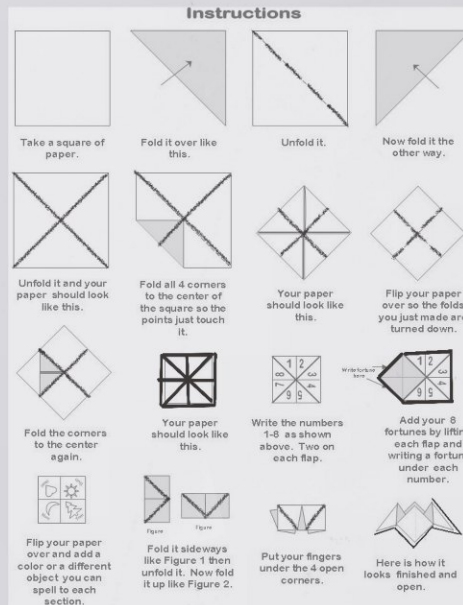 Instructions
Take a square of
paper.
Fold it over like
this.
Unfold it.
Now fold it the
other way.
Unfold it and your
paper should look
like this.
Fold all 4 corners
to the center of
the square so the
points just touch
it.
Your paper
should look like
this.
Flip your paper
over so the folds
you just made are
turned down.
Fold the corners
to the center
again.
Your paper
should look like
this.
1 2
3
4
5
6
7
8
Write the numbers
1-8 as shown
above. Two on
each flap.
Write fortune
here
1 2
3
4
5
6
Add your 8
fortunes by liftin
each flap and
writing a fortun
under each
number.
Flip your paper
over and add a
color or a different
object you can
spell to each
section.
Figure
Figure
Fold it sideways
like Figure 1 then
unfold it. Now fold
it up like Figure 2.
Put your fingers
under the 4 open
corners.
Here is how it
looks finished and
open.